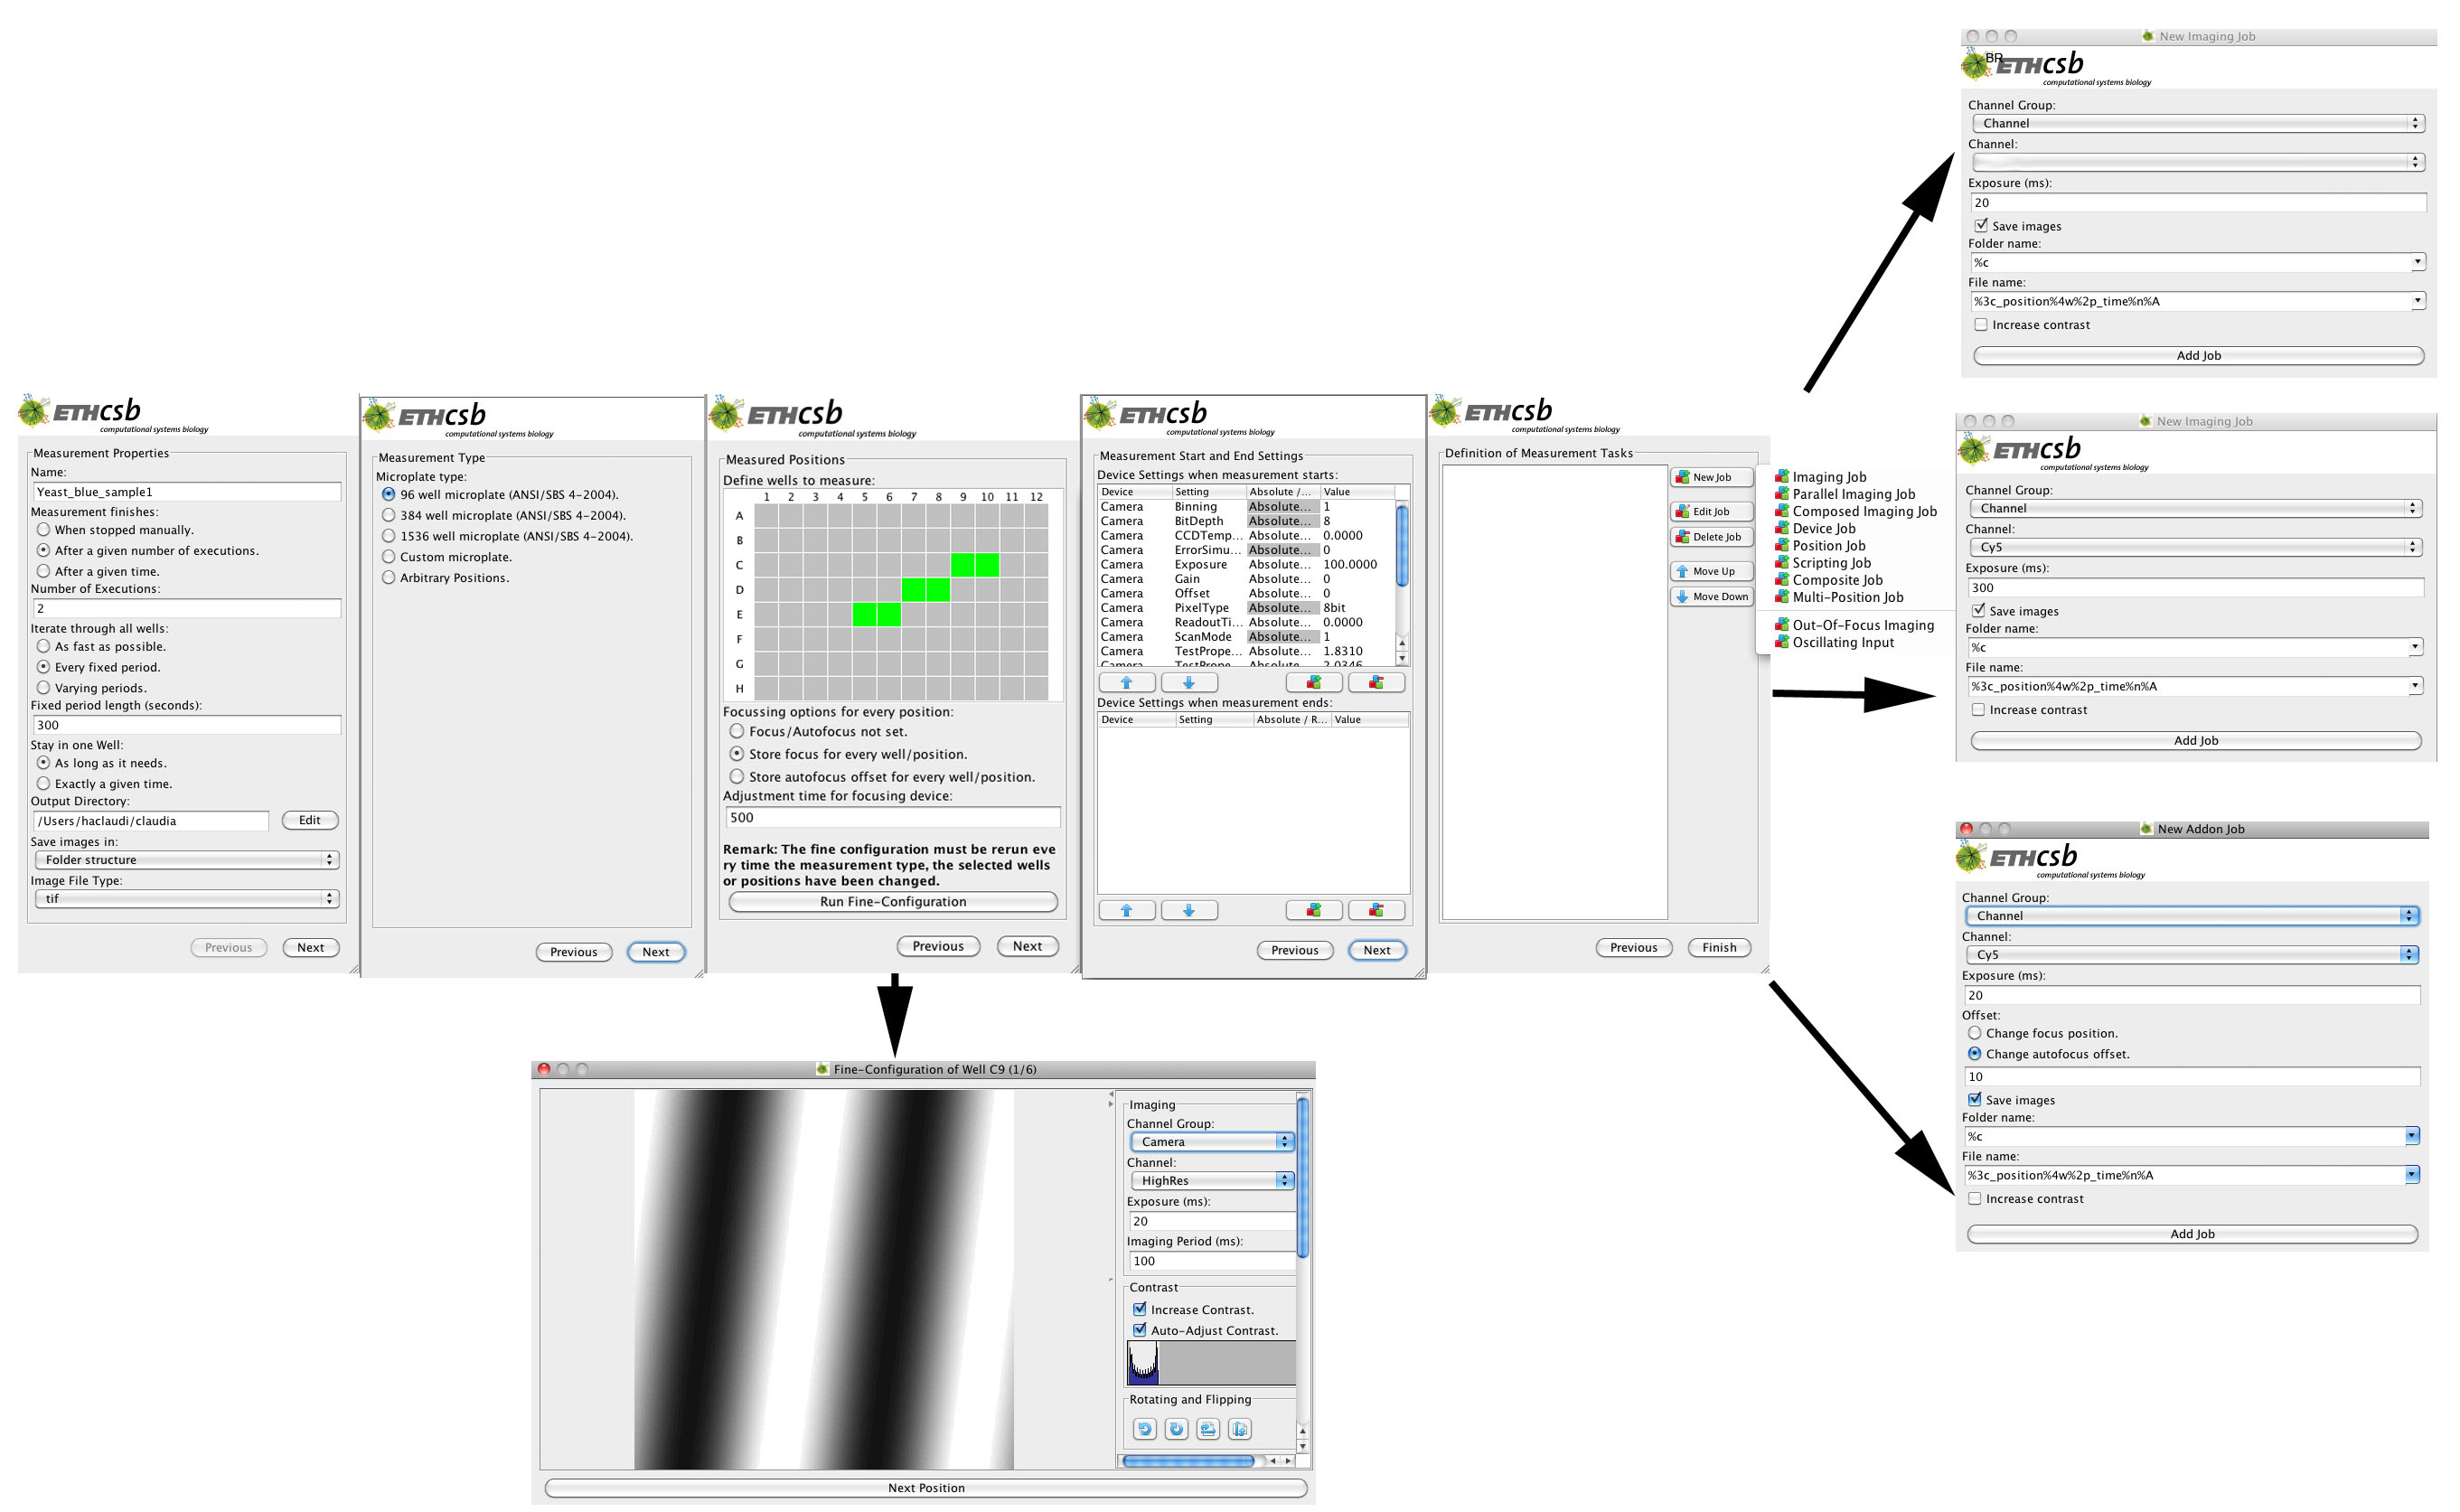 ETHcsb
computational systems biology
Measurement Properties
Name:
Yeast_blue_sample1
Measurement finishes:
When stopped manually.
After a given number of executions.
After a given time.
Number of Executions:
2
Iterate through all wells:
As fast as possible.
Every fixed period.
Varying periods.
Fixed period length (seconds):
300
Stay in one Well:
As long as it needs.
Exactly a given time.
Output Directory:
/Users/haclaudi/claudia
Edit
Save images in:
Folder structure
Image File Type:
tif
Previous Next
ETHcsb
computational systems biology
Measurement Type
Microplate type:
96 well microplate (ANSI/SBS 4-2004).
384 well microplate (ANSI/SBS 4-2004).
1536 well microplate (ANSI/SBS 4-2004).
Custom microplate.
Arbitrary Positions.
Previous Next
ETHcsb
computational systems biology
Measured Positions
Define wells to measure:
1 2 3 4 5 6 7 8 9 10 11 12
A
B
C
D
E
F
G
H
Focussing options for every position:
Focus/Autofocus not set.
Store focus for every well/position.
Store autofocus offset for every well/position.
Adjustment time for focusing device:
500
Remark: The fine configuration must be rerun eve
ry time the measurement type, the selected wells
or positions have been changed.
Run Fine-Configuration
Previous Next
ETHcsb
computational systems biology
Measurement Start and End Settings
Device Settings when measurement starts:
Device Setting Absolute /... Value
Camera Binning Absolute... 1
Camera BitDepth Absolute... 8
Camera CCDTemp... Absolute... 0.0000
Camera ErrorSimu... Absolute... 0
Camera Exposure Absolute... 100.0000
Camera Gain Absolute... 0
Camera Offset Absolute... 0
Camera PixelType Absolute... 8bit
Camera ReadoutTi... Absolute... 0.0000
Camera ScanMode Absolute... 1
Camera TestPrope... Absolute... 1.8310
Camera TestPrope... Absolute... 2.0346
Device Settings when measurement ends:
Device Setting Absolute / R... Value
Previous Next
ETHcsb
computational systems biology
Definition of Measurement Tasks
New Job
Edit Job
Delete Job
Move Up
Move Down
Previous Finish
Imaging Job
Parallel Imaging Job
Composed Imaging Job
Device Job
Position Job
Scripting Job
Composite Job
Multi-Position Job
Out-Of-Focus Imaging
Oscillating Input
New Imaging Job
BR
ETHcsb
computational systems biology
Channel Group:
Channel
Channel:
Exposure (ms):
20
Save images
Folder name:
%c
File name:
%3c_position%4w%2p_time%n%A
Increase contrast
Add Job
New Imaging Job
ETHcsb
computational systems biology
Channel Group:
Channel
Channel:
Cy5
Exposure (ms):
300
Save images
Folder name:
%c
File name:
%3c_position%4w%2p_time%n%A
Increase contrast
Add Job
New Addon Job
ETHcsb
computational systems biology
Channel Group:
Channel
Channel:
Cy5
Exposure (ms):
20
Offset:
Change focus position.
Change autofocus offset.
10
Save images
Folder name:
%c
File name:
%3c_position%4w%2p_time%n%A
Increase contrast
Add Job
Fine-Configuration of Well C9 (1/6)
Imaging
Channel Group:
Camera
Channel:
HighRes
Exposure (ms):
20
Imaging Period (ms):
100
Contrast
Increase Contrast.
Auto-Adjust Contrast.
Rotating and Flipping
Next Position